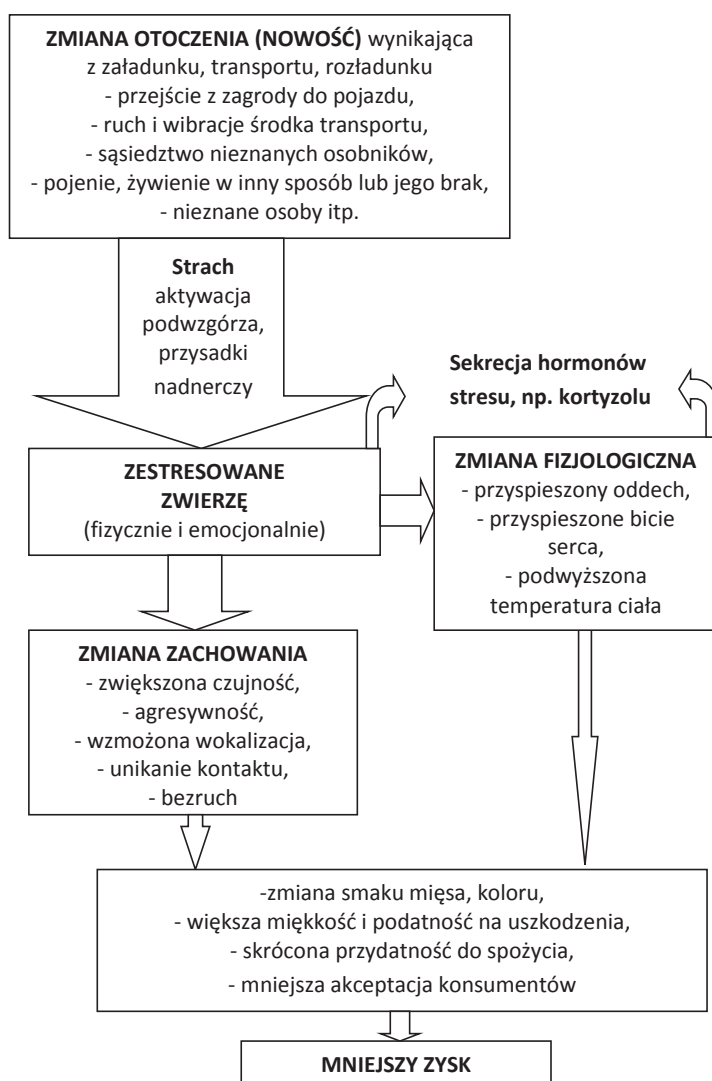 ZMIANA OTOCZENIA (NOWOŚĆ) wynikająca
z załadunku, transportu, rozładunku
- przejście z zagrody do pojazdu,
- ruch i wibracje środka transportu,
- sąsiedztwo nieznanych osobników,
- pojenie, żywienie w inny sposób lub jego brak,
- nieznane osoby itp.
Strach
aktywacja
podwzgórza,
przysadki
nadnerczy
Sekrecja hormonów
stresu, np. kortyzolu
ZESTRESOWANE
ZWIERZĘ
(fizycznie i emocjonalnie)
ZMIANA FIZJOLOGICZNA
- przyspieszony oddech,
- przyspieszone bicie
serca,
- podwyższona
temperatura ciała
ZMIANA ZACHOWANIA
- zwiększona czujność,
- agresywność,
- wzmożona wokalizacja,
- unikanie kontaktu,
- bezruch
-zmiana smaku mięsa, koloru,
- większa miękkość i podatność na uszkodzenia,
- skrócona przydatność do spożycia,
- mniejsza akceptacja konsumentów
MNIEJSZY ZYSK